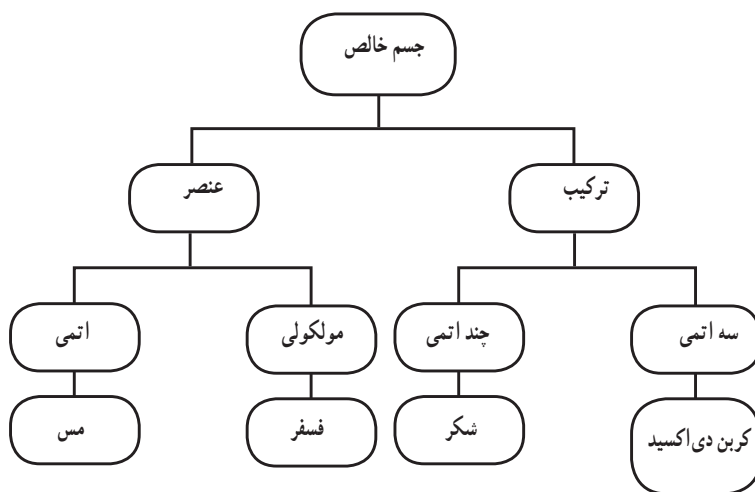 جسم خالص
ترکیب
عنصر
سه اتمی
چند اتمی
مولکولی
اتمی
کربن دی‌اکسید
شکر
فسفر
مس